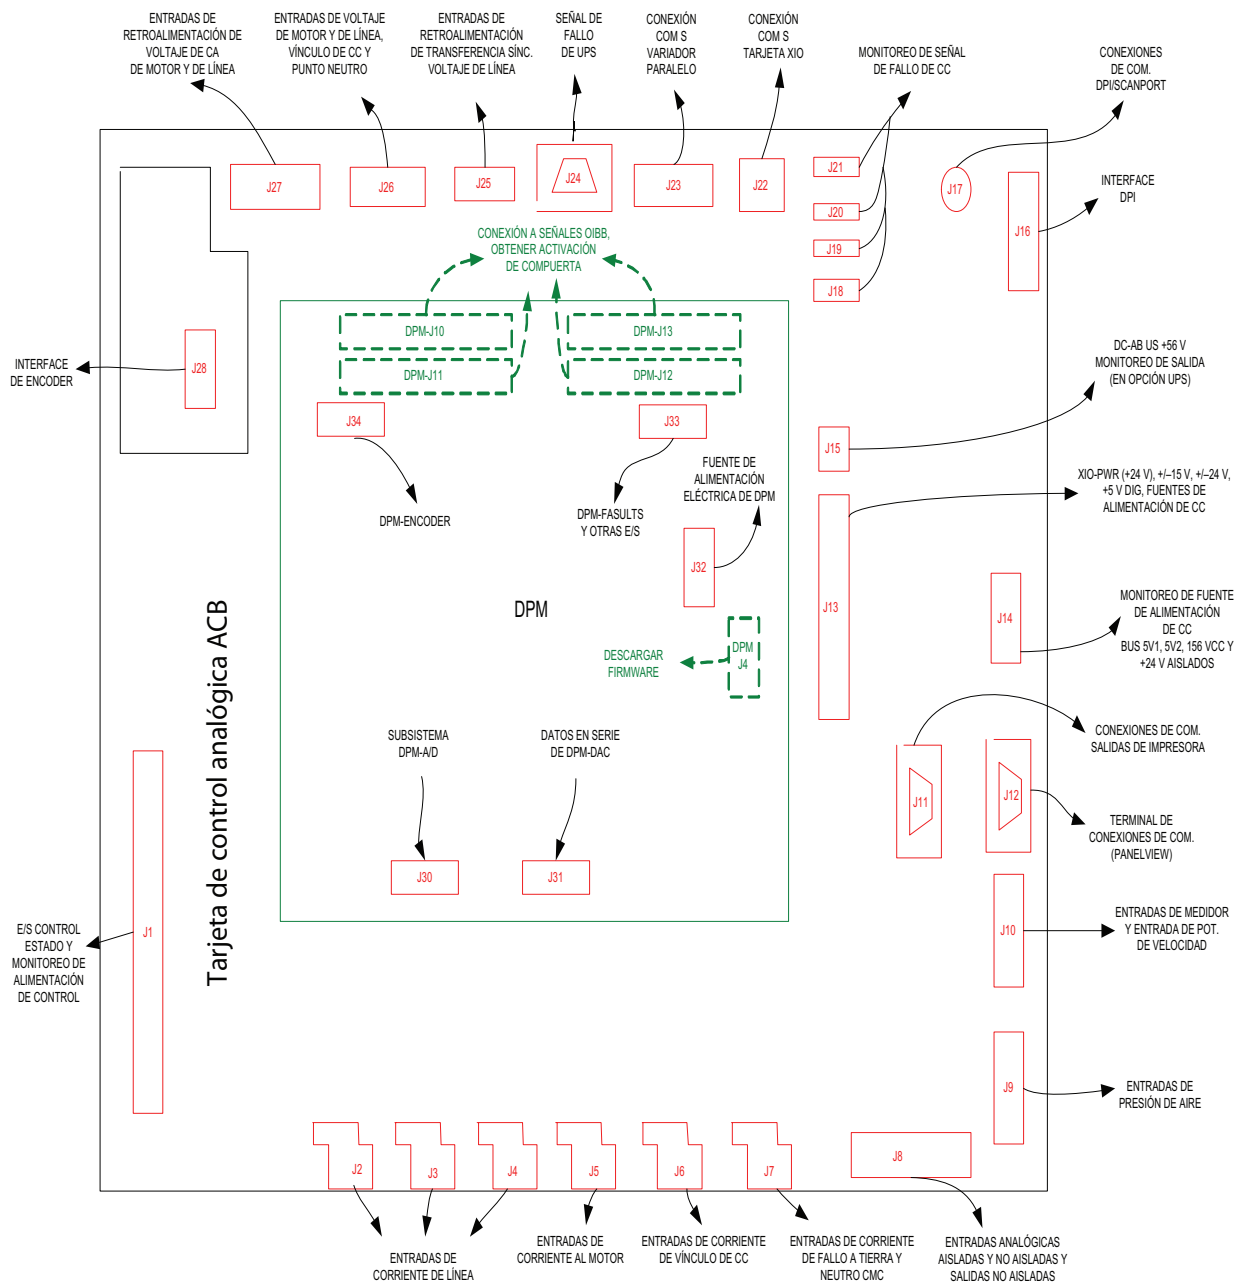 ENTRADAS DE
RETROALIMENTACIÓN DE
VOLTAJE DE CA
DE MOTOR Y DE LÍNEA
ENTRADAS DE VOLTAJE
DE MOTOR Y DE LÍNEA,
VÍNCULO DE CC Y
PUNTO NEUTRO
ENTRADAS DE
RETROALIMENTACIÓN
DE TRANSFERENCIA SÍNC.
VOLTAJE DE LÍNEA
SEÑAL DE
FALLO
DE UPS
CONEXIÓN
COM S
VARIADOR
PARALELO
CONEXIÓN
COM S
TARJETA XIO
MONITOREO DE SEÑAL
DE FALLO DE CC
CONEXIONES
DE COM.
DPI/SCANPORT
J27
J26
J25
J24
J23
J22
J21
J20
J19
J18
J17
J16
INTERFACE
DPI
CONEXIÓN A SEÑALES OIBB,
OBTENER ACTIVACIÓN
DE COMPUERTA
DPM-J10
DPM-J13
DPM-J11
DPM-J12
INTERFACE
DE ENCODER
J28
J34
J33
DPM-ENCODER
DPM-FASULTS
Y OTRAS E/S
FUENTE DE
ALIMENTACIÓN
ELÉCTRICA DE DPM
J32
DC-AB US +56 V
MONITOREO DE SALIDA
(EN OPCIÓN UPS)
J15
XIO-PWR (+24 V), +/–15 V, +/–24 V,
+5 V DIG, FUENTES DE
ALIMENTACIÓN DE CC
J13
J14
MONITOREO DE FUENTE
DE ALIMENTACIÓN
DE CC
BUS 5V1, 5V2, 156 VCC Y
+24 V AISLADOS
DPM
DPM
J4
DESCARGAR
FIRMWARE
Tarjeta de control analógica ACB
SUBSISTEMA
DPM-A/D
DATOS EN SERIE
DE DPM-DAC
J30
J31
CONEXIONES DE COM.
SALIDAS DE IMPRESORA
J11
J12
TERMINAL DE
CONEXIONES DE COM.
(PANELVIEW)
E/S CONTROL
ESTADO Y
MONITOREO DE
ALIMENTACIÓN
DE CONTROL
J1
J10
ENTRADAS DE MEDIDOR
Y ENTRADA DE POT.
DE VELOCIDAD
J9
ENTRADAS DE
PRESIÓN DE AIRE
J2
J3
J4
J5
J6
J7
J8
ENTRADAS DE
CORRIENTE DE LÍNEA
ENTRADAS DE
CORRIENTE AL MOTOR
ENTRADAS DE CORRIENTE
DE VÍNCULO DE CC
ENTRADAS DE CORRIENTE
DE FALLO A TIERRA Y
NEUTRO CMC
ENTRADAS ANALÓGICAS
AISLADAS Y NO AISLADAS Y
SALIDAS NO AISLADAS